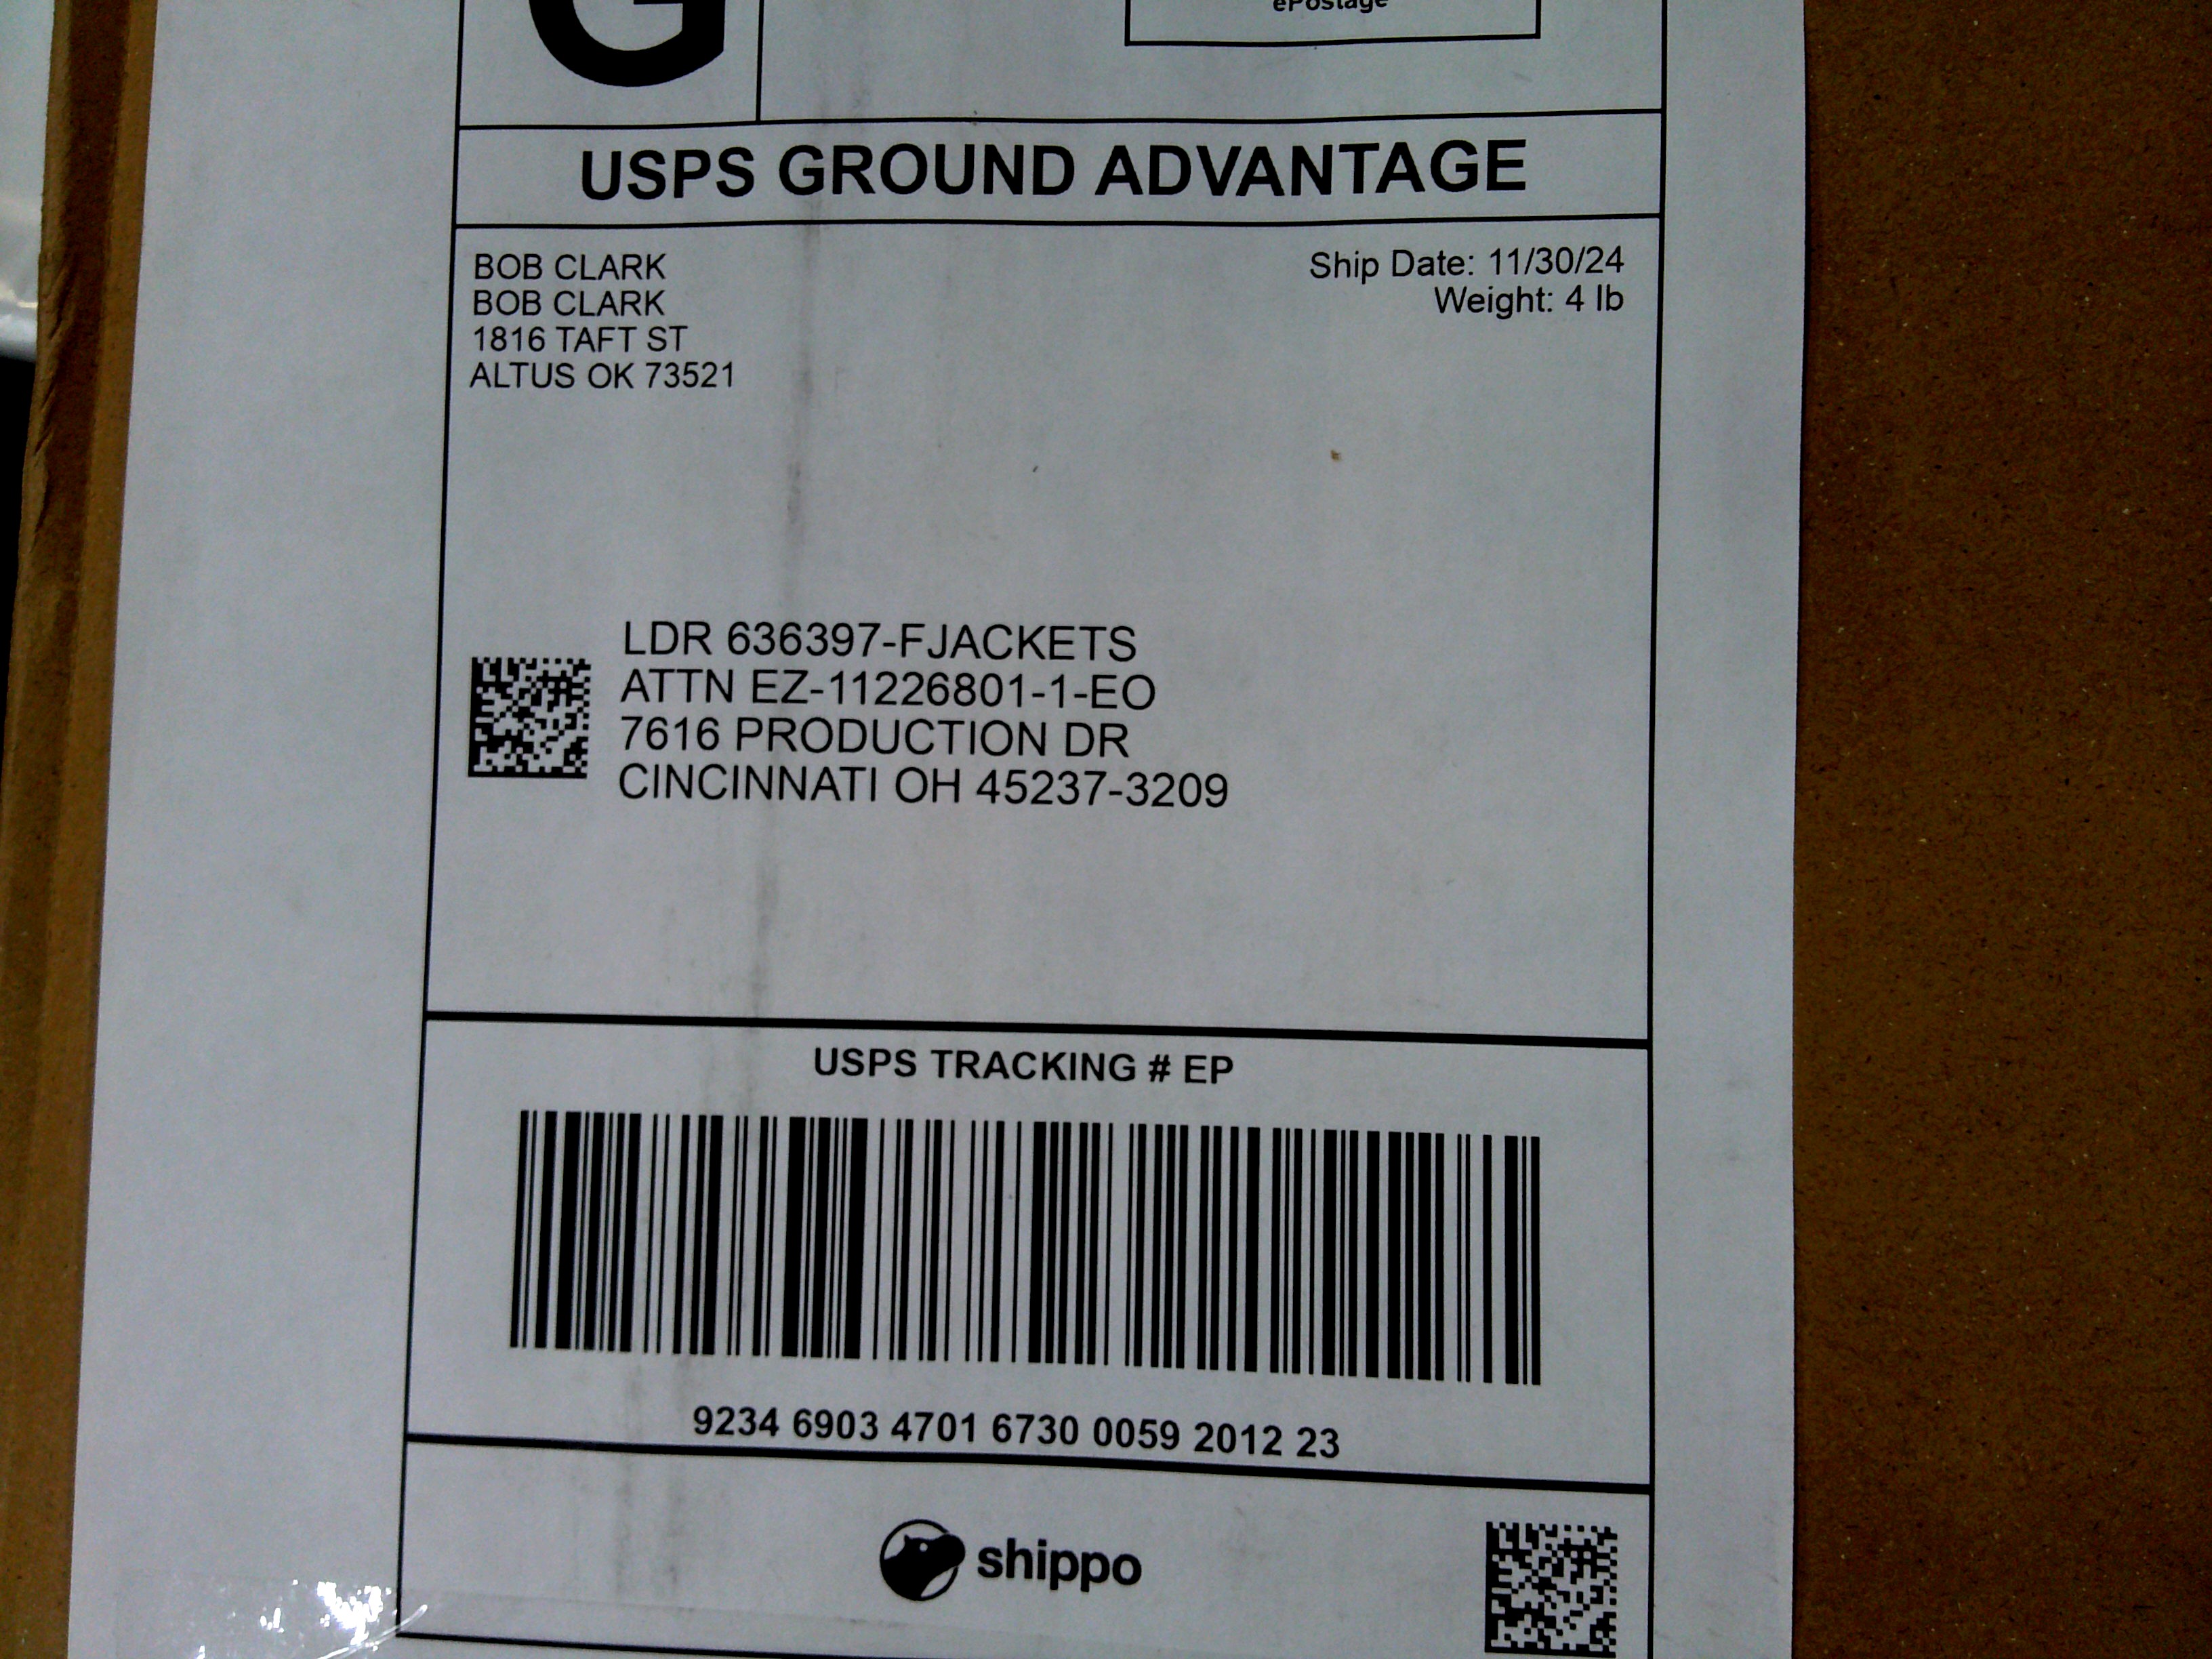 G
ePostage
USPS GROUND ADVANTAGE
BOB CLARK
BOB CLARK
1816 TAFT ST
ALTUS OK 73521
Ship Date: 11/30/24
Weight: 4 lb
LDR 636397-FJACKETS
ATTN EZ-11226801-1-EO
7616 PRODUCTION DR
CINCINNATI OH 45237-3209
USPS TRACKING # EP
9234 6903 4701 6730 0059 2012 23
shippo